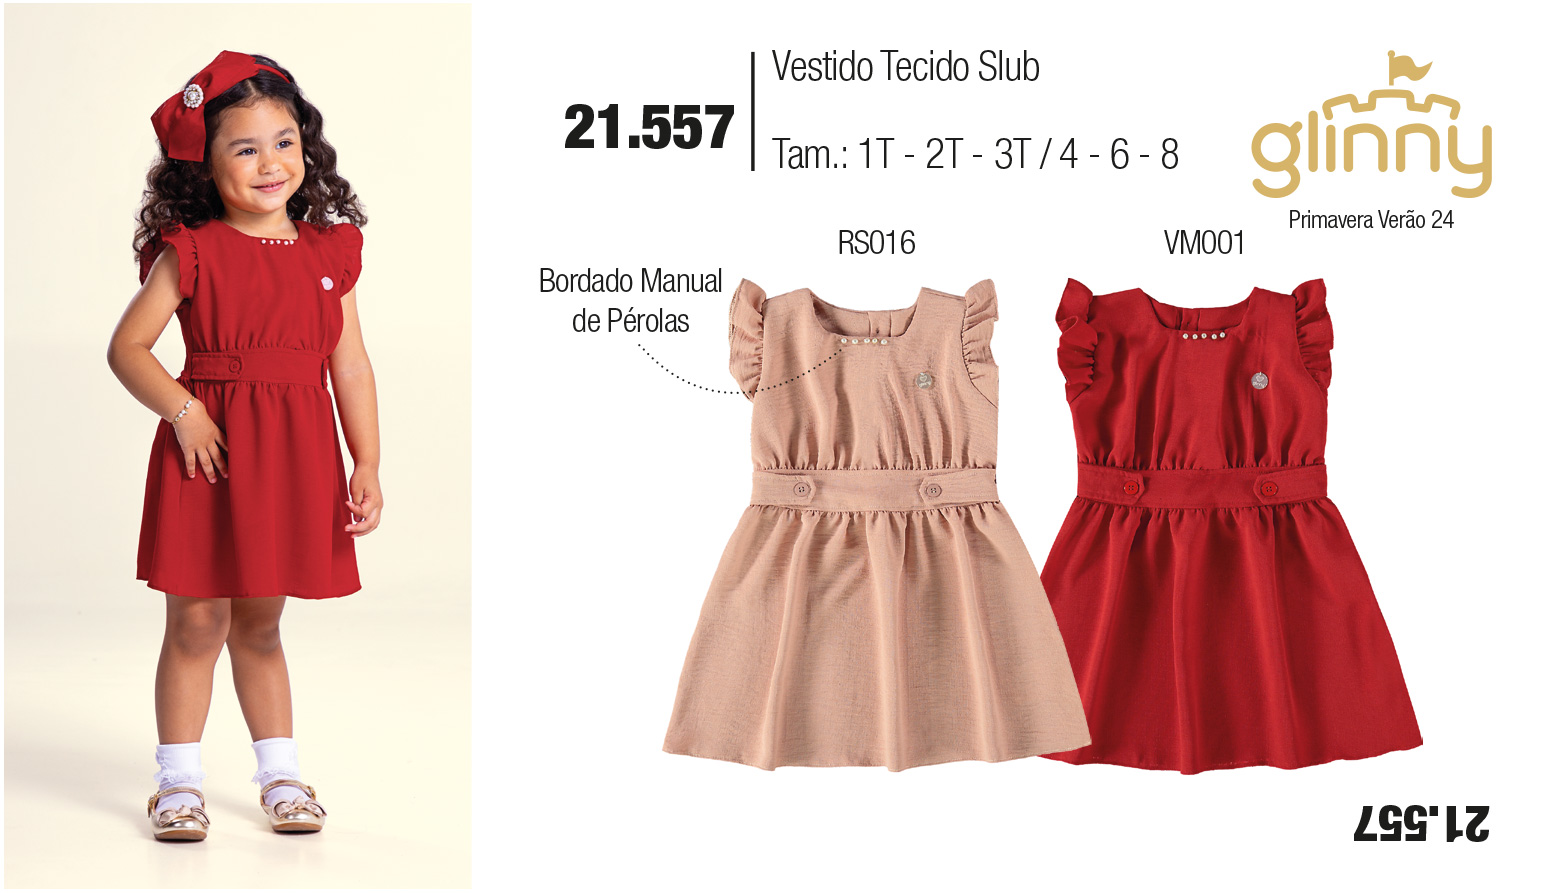 21.557
Vestido Tecido Slub
Tam.: 1T - 2T - 3T / 4 - 6 - 8
glinny
Primavera Verão 24
RS016
VM001
Bordado Manual
de Pérolas
21.557